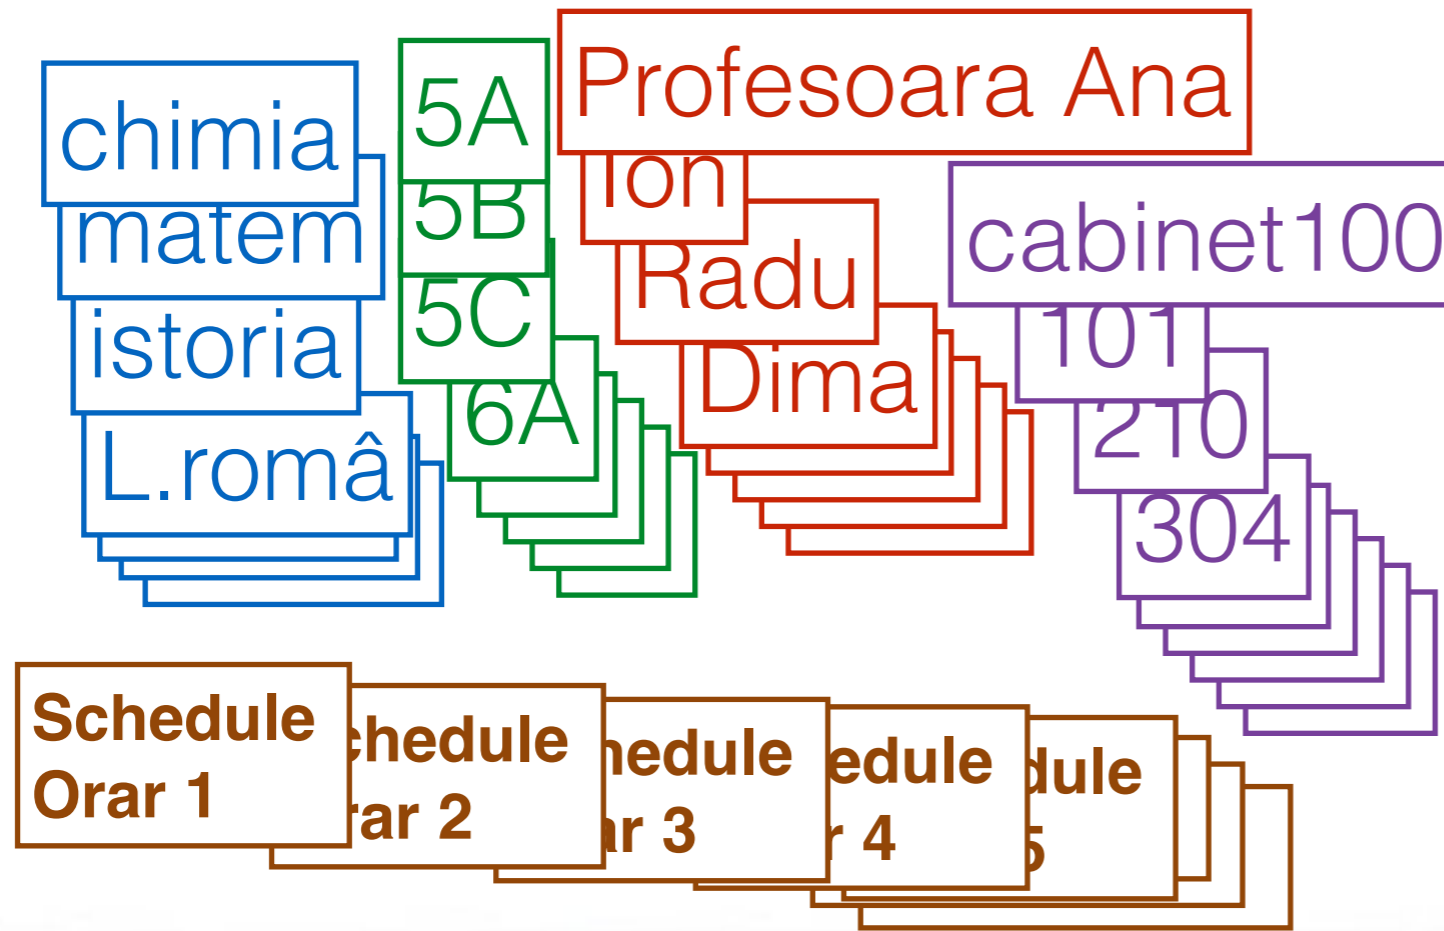 chimia
matem
istoria
L.româ
5A
5B
5C
6A
Profesoara Ana
Ion
Radu
Dima
cabinet100
101
210
304
Schedule
Orar 1
chedule
rar 2
hedule
ar 3
edule
r 4
dule
5